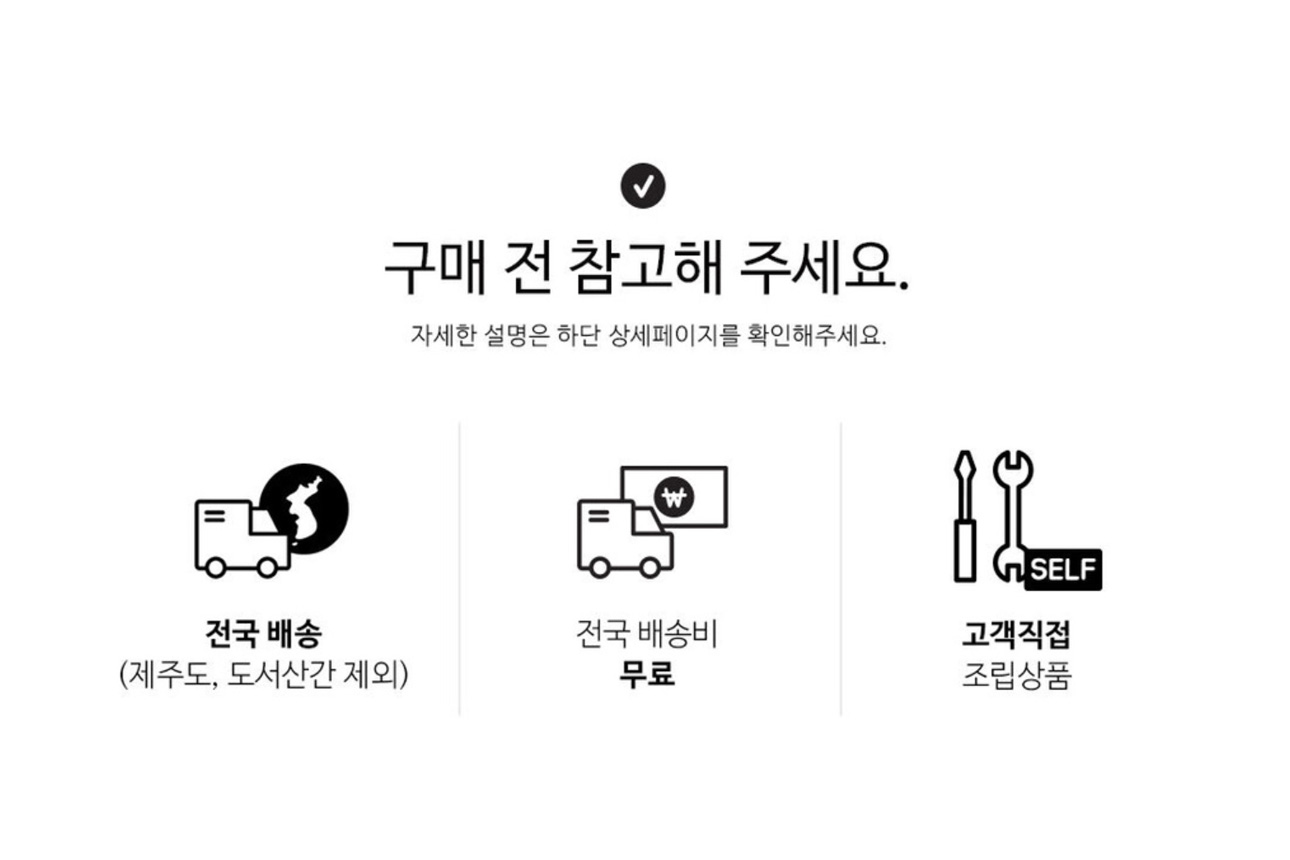 구매 전 참고해 주세요.
자세한 설명은 하단 상세페이지를 확인해주세요.
전국 배송
(제주도, 도서산간 제외)
₩
전국 배송비
무료
SELF
고객직접
조립상품